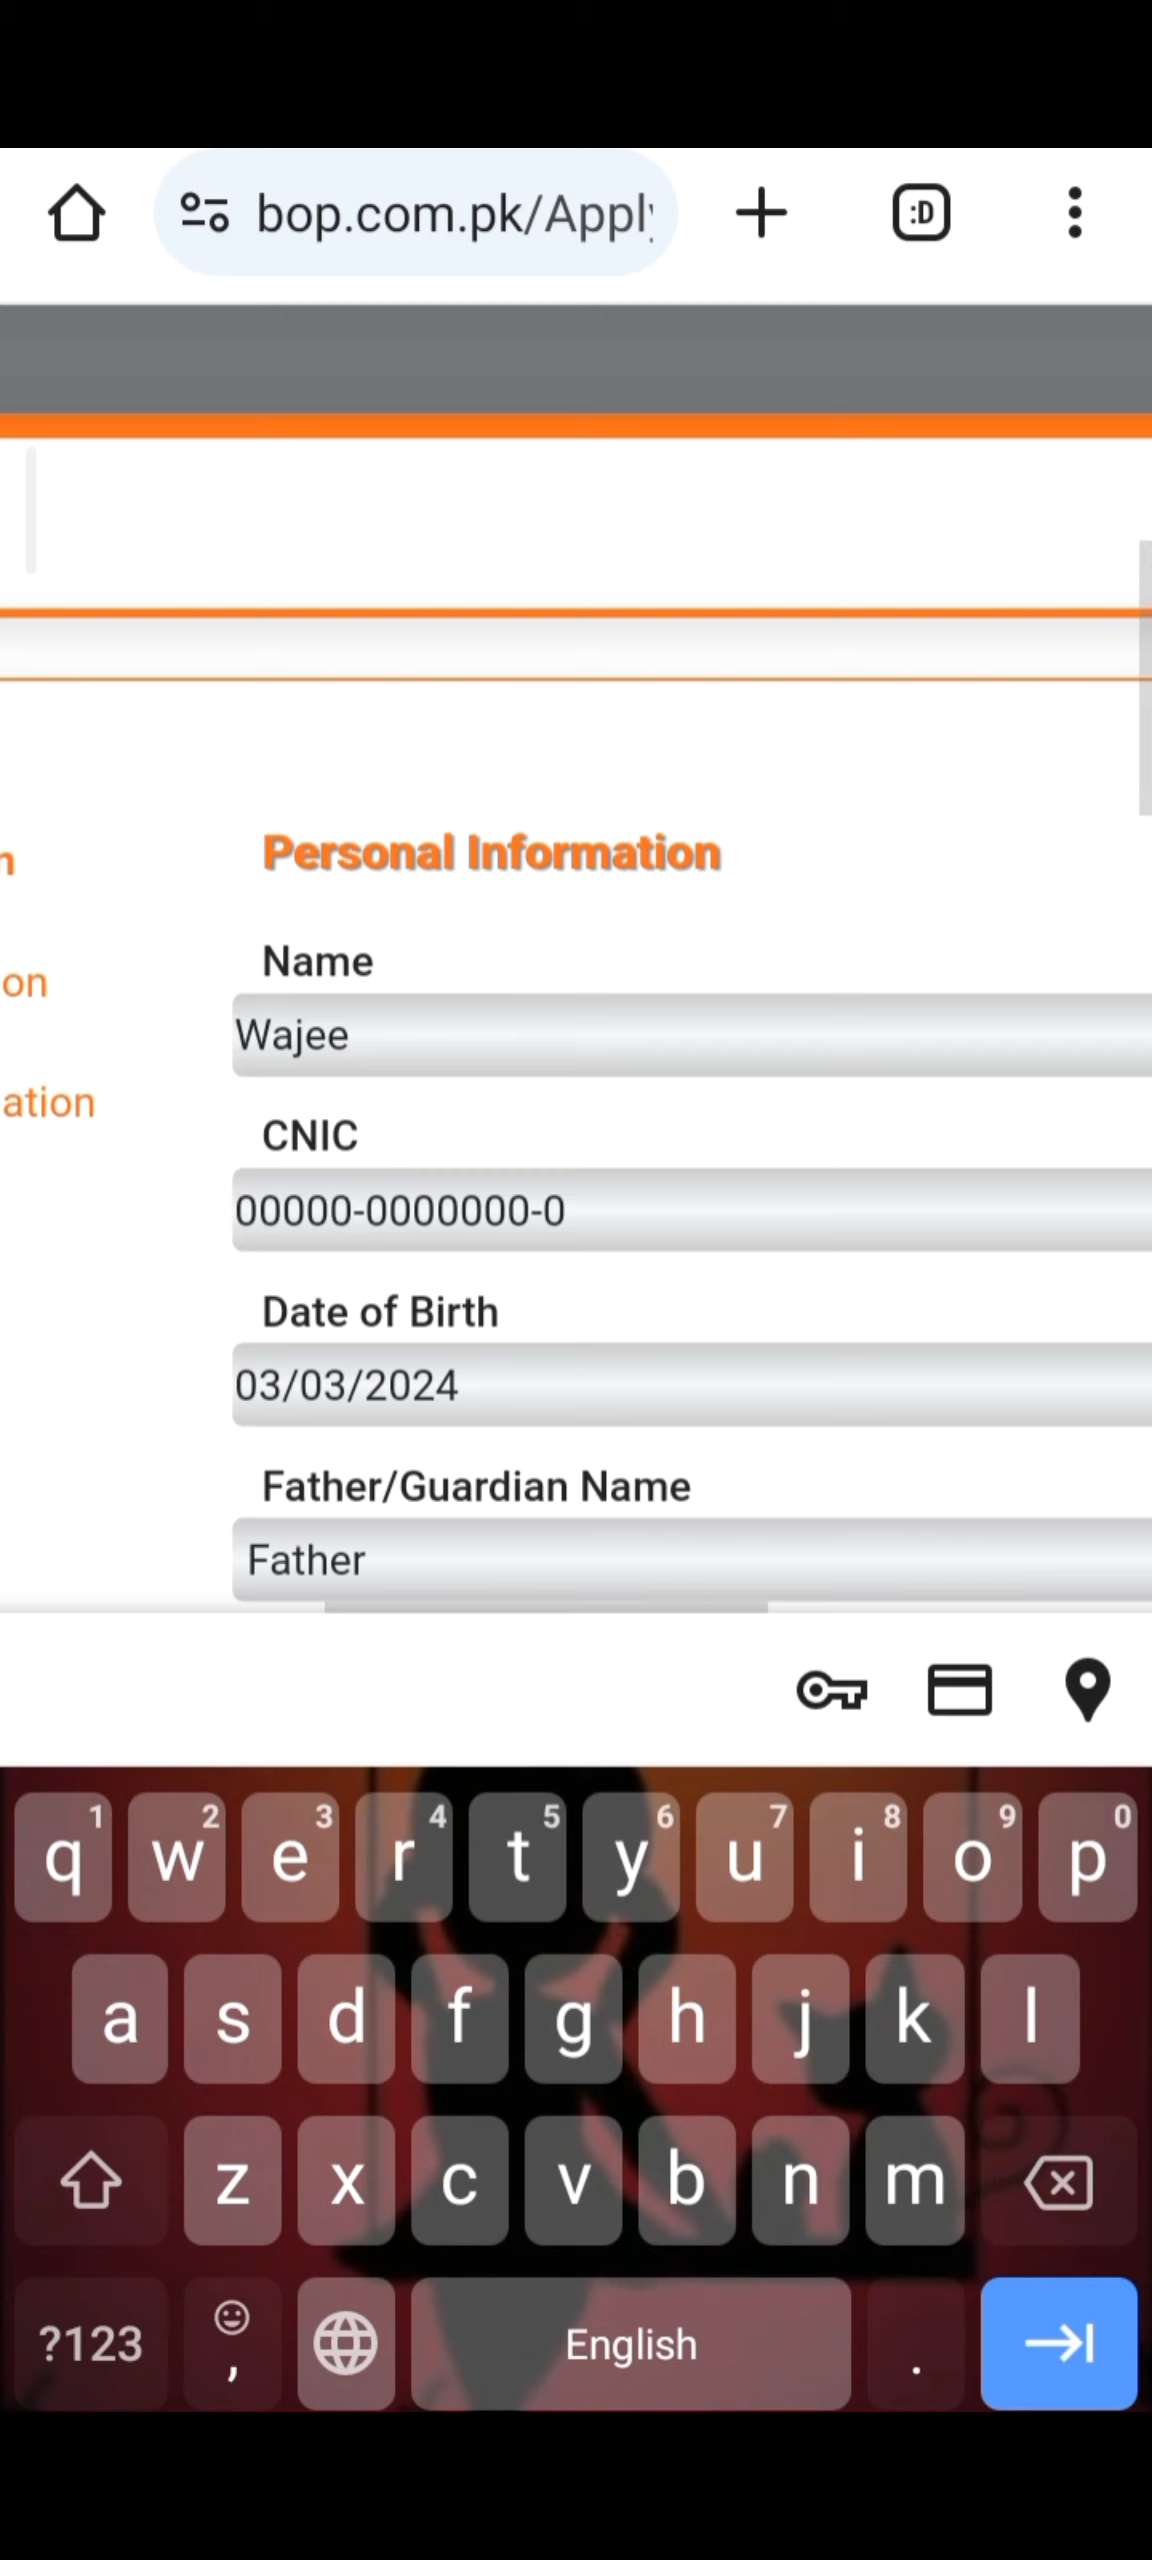 bop.com.pk/Appl
:D
n
Personal Information
on
ation
Name
Wajee
CNIC
00000-0000000-0
Date of Birth
03/03/2024
Father/Guardian Name
Father
1 2 3 4 5 6 7 8 9 0
q w e r t y u i o p
a s d f g h j k l
z x c v b n m
?123 , English .